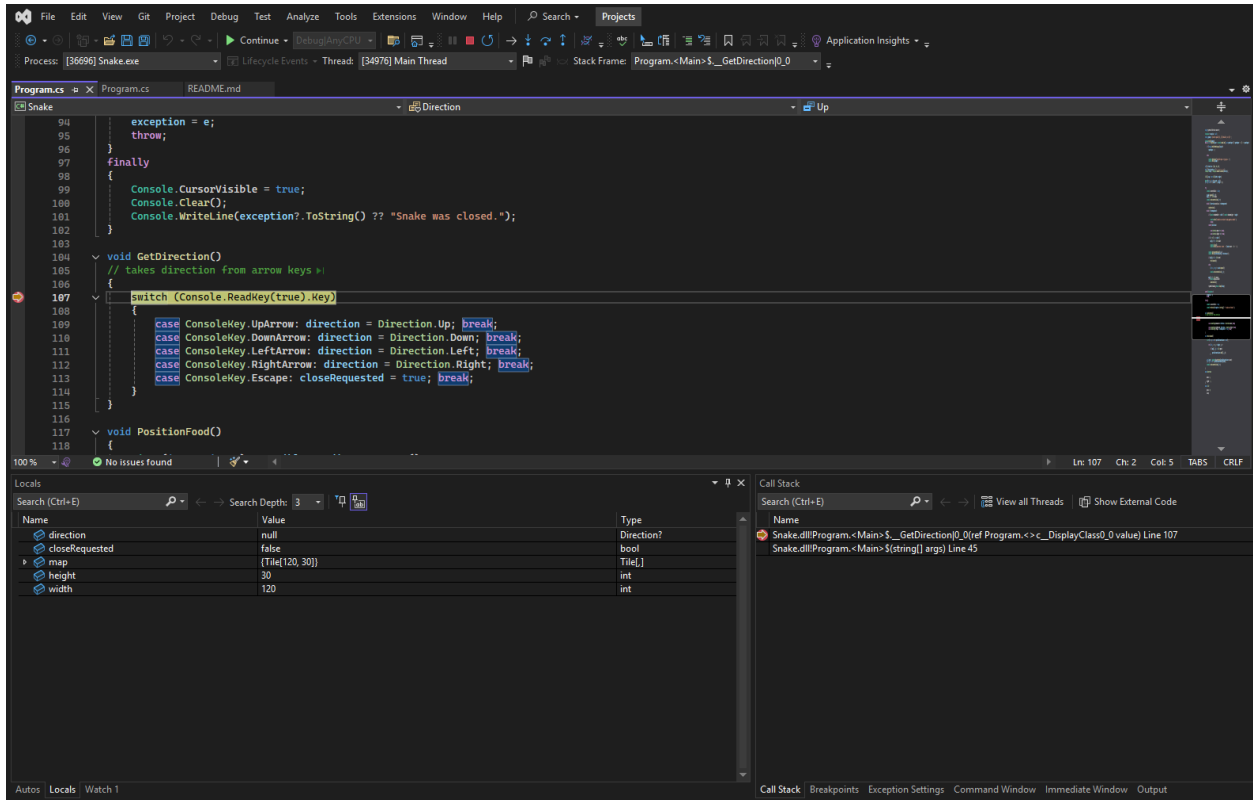 File Edit View Git Project Debug Test Analyze Tools Extensions Window Help Search Projects
Continue Debug|AnyCPU Application Insights
Process: [36696] Snake.exe Lifecycle Events Thread: [34976] Main Thread Stack Frame: Program.<Main>$.__GetDirection|0_0
Program.cs Program.cs README.md
C# Snake Direction Up
94 exception = e;
95 throw;
96 }
97 finally
98 {
99 Console.CursorVisible = true;
100 Console.Clear();
101 Console.WriteLine(exception?.ToString() ?? "Snake was closed.");
102 }
103
104 void GetDirection()
105 // takes direction from arrow keys
106 {
107 switch (Console.ReadKey(true).Key)
108 {
109 case ConsoleKey.UpArrow: direction = Direction.Up; break;
110 case ConsoleKey.DownArrow: direction = Direction.Down; break;
111 case ConsoleKey.LeftArrow: direction = Direction.Left; break;
112 case ConsoleKey.RightArrow: direction = Direction.Right; break;
113 case ConsoleKey.Escape: closeRequested = true; break;
114 }
115 }
116
117 void PositionFood()
118 {
100 % No issues found Ln: 107 Ch: 2 Col: 5 TABS CRLF
Locals
Search (Ctrl+E) Search Depth: 3
Name Value Type
direction null Direction?
closeRequested false bool
map {Tile[120, 30]} Tile[,]
height 30 int
width 120 int
Autos Locals Watch 1
Call Stack
Search (Ctrl+E) View all Threads Show External Code
Name
Snake.dll!Program.<Main>$.__GetDirection|0_0(ref Program.<>c__DisplayClass0_0 value) Line 107
Snake.dll!Program.<Main>$(string[] args) Line 45
Call Stack Breakpoints Exception Settings Command Window Immediate Window Output